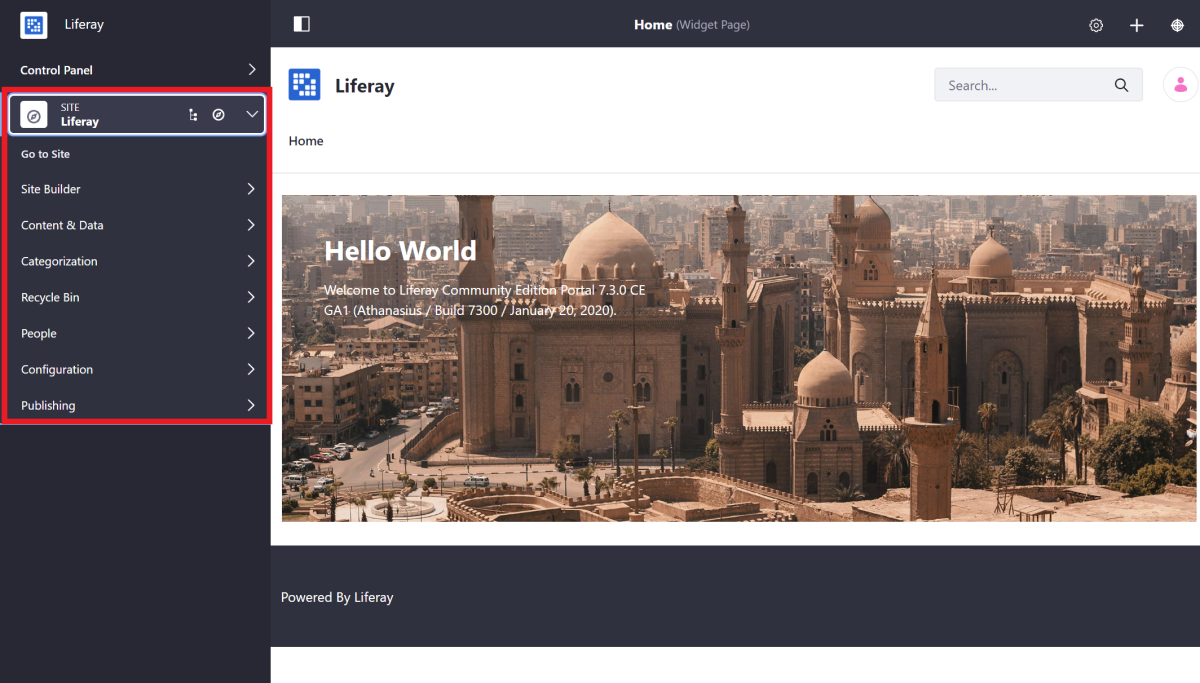 Liferay
Control Panel
SITE
Liferay
Go to Site
Site Builder
Content & Data
Categorization
Recycle Bin
People
Configuration
Publishing
Home (Widget Page)
Liferay
Search...
Home
Hello World
Welcome to Liferay Community Edition Portal 7.3.0 CE
GA1 (Athanasius / Build 7300 / January 20, 2020).
Powered By Liferay